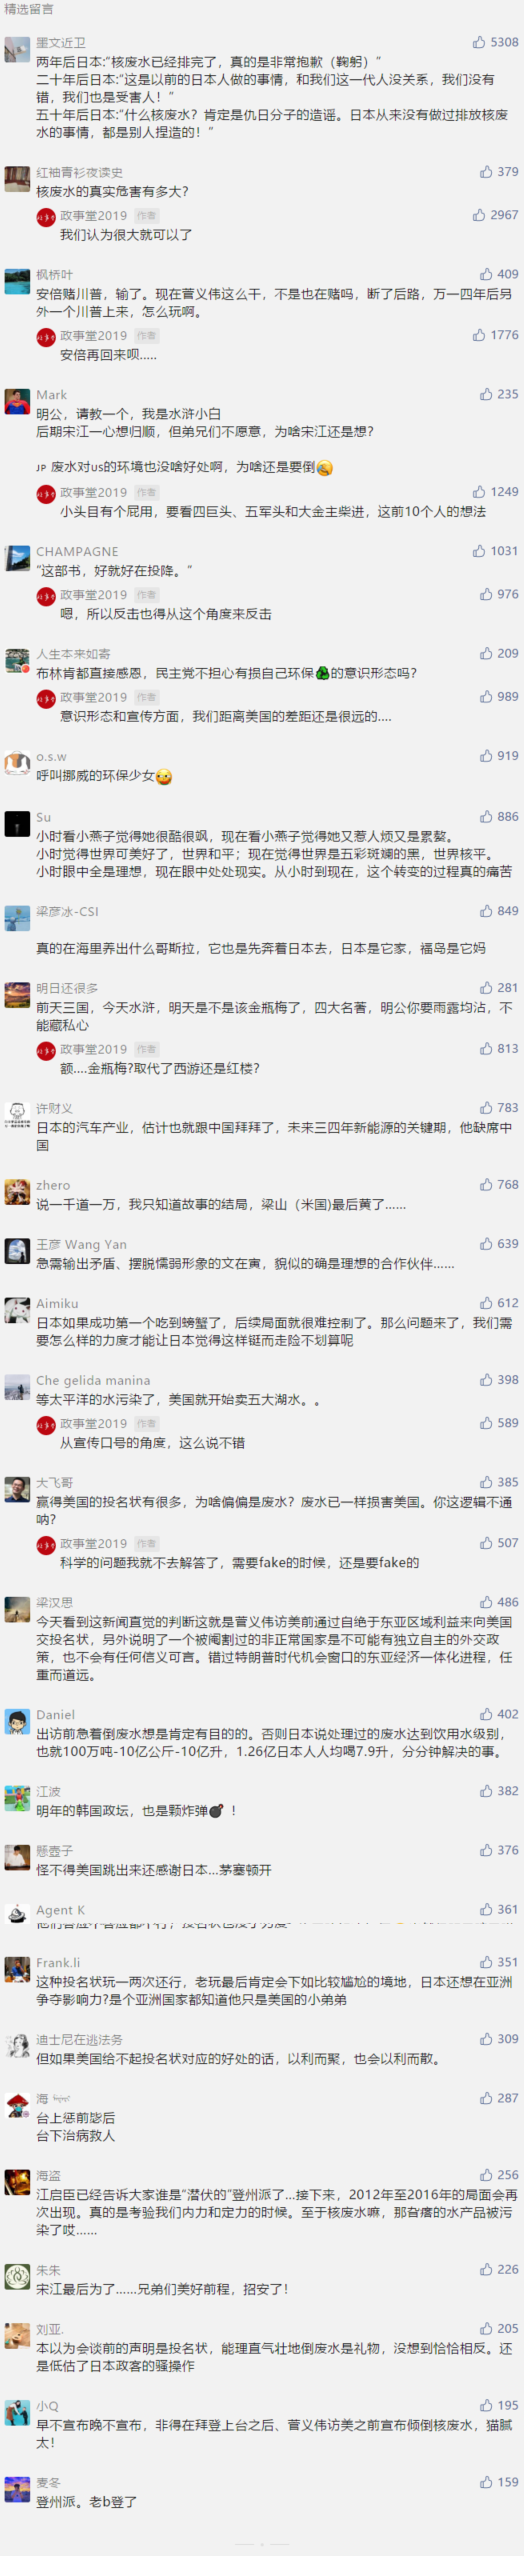 精选留言
墨文近卫
5308
两年后日本:“核废水已经排完了，真的是非常抱歉（鞠躬）”
二十年后日本:“这是以前的日本人做的事情，和我们这一代人没关系，我们没有
错，我们也是受害人！”
五十年后日本:“什么核废水？肯定是仇日分子的造谣。日本从来没有做过排放核废
水的事情，都是别人捏造的！”
红袖青衫夜读史
379
核废水的真实危害有多大?
政事堂2019 作者
2967
我们认为很大就可以了
枫桥叶
409
安倍赌川普，输了。现在菅义伟这么干，不是也在赌吗，断了后路，万一四年后另
外一个川普上来，怎么玩啊。
政事堂2019 作者
1776
安倍再回来呗.....
Mark
235
明公，请教一个，我是水浒小白
后期宋江一心想归顺，但弟兄们不愿意，为啥宋江还是想?
JP 废水对us的环境也没啥好处啊，为啥还是要倒
政事堂2019 作者
1249
小头目有个屁用，要看四巨头、五军头和大金主柴进，这前10个人的想法
CHAMPAGNE
1031
“这部书，好就好在投降。”
政事堂2019 作者
976
嗯，所以反击也得从这个角度来反击
人生本来如寄
209
布林肯都直接感恩，民主党不担心有损自己环保的意识形态吗?
政事堂2019 作者
989
意识形态和宣传方面，我们距离美国的差距还是很远的....
o.s.w
919
呼叫挪威的环保少女
Su
886
小时看小燕子觉得她很酷很飒，现在看小燕子觉得她又惹人烦又是累赘。
小时觉得世界可美好了，世界和平；现在觉得世界是五彩斑斓的黑，世界核平。
小时眼中全是理想，现在眼中处处现实。从小时到现在，这个转变的过程真的痛苦
梁彦冰-CSI
849
真的在海里养出什么哥斯拉，它也是先奔着日本去，日本是它家，福岛是它妈
明日还很多
281
前天三国，今天水浒，明天是不是该金瓶梅了，四大名著，明公你要雨露均沾，不
能藏私心
政事堂2019 作者
813
额....金瓶梅?取代了西游还是红楼?
许财义
783
日本的汽车产业，估计也就跟中国拜拜了，未来三四年新能源的关键期，他缺席中
国
zhero
768
说一千道一万，我只知道故事的结局，梁山（米国)最后黄了......
王彦 Wang Yan
639
急需输出矛盾、摆脱懦弱形象的文在寅，貌似的确是理想的合作伙伴......
Aimiku
612
日本如果成功第一个吃到螃蟹了，后续局面就很难控制了。那么问题来了，我们需
要怎么样的力度才能让日本觉得这样铤而走险不划算呢
Che gelida manina
398
等太平洋的水污染了，美国就开始卖五大湖水。。
政事堂2019 作者
589
从宣传口号的角度，这么说不错
大飞哥
385
赢得美国的投名状有很多，为啥偏偏是废水？废水已一样损害美国。你这逻辑不通
呐?
政事堂2019 作者
507
科学的问题我就不去解答了，需要fake的时候，还是要fake的
梁汉思
486
今天看到这新闻直觉的判断这就是菅义伟访美前通过自绝于东亚区域利益来向美国
交投名状，另外说明了一个被阉割过的非正常国家是不可能有独立自主的外交政
策，也不会有任何信义可言。错过特朗普时代机会窗口的东亚经济一体化进程，任
重而道远。
Daniel
402
出访前急着倒废水想是肯定有目的的。否则日本说处理过的废水达到饮用水级别，
也就100万吨-10亿公斤-10亿升，1.26亿日本人人均喝7.9升，分分钟解决的事。
江波
382
明年的韩国政坛，也是颗炸弹！
懸壺子
376
怪不得美国跳出来还感谢日本...茅塞顿开
Agent K
361
Frank.li
351
这种投名状玩一两次还行，老玩最后肯定会下如比较尴尬的境地，日本还想在亚洲
争夺影响力?是个亚洲国家都知道他只是美国的小弟弟
迪士尼在逃法务
309
但如果美国给不起投名状对应的好处的话，以利而聚，也会以利而散。
海
287
台上惩前毖后
台下治病救人
海盗
256
江启臣已经告诉大家谁是“潜伏的”登州派了...接下来，2012年至2016年的局面会再
次出现。真的是考验我们内力和定力的时候。至于核废水嘛，那旮瘩的水产品被污
染了哎......
朱朱
226
宋江最后为了......兄弟们美好前程，招安了！
刘亚.
205
本以为会谈前的声明是投名状，能理直气壮地倒废水是礼物，没想到恰恰相反。还
是低估了日本政客的骚操作
小Q
195
早不宣布晚不宣布，非得在拜登上台之后、菅义伟访美之前宣布倾倒核废水，猫腻
太！
麦冬
159
登州派。老b登了